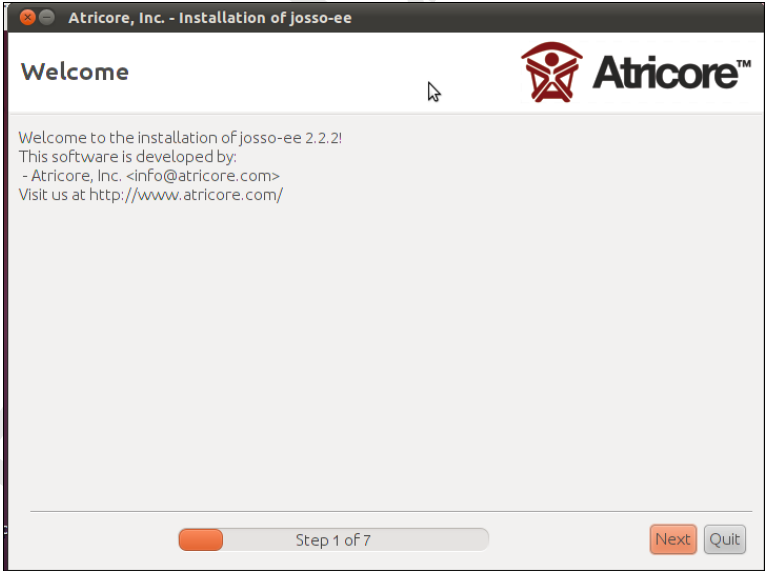 Atricore, Inc. - Installation of josso-ee
Welcome
Atricore™
Welcome to the installation of josso-ee 2.2.2!
This software is developed by:
- Atricore, Inc. <info@atricore.com>
Visit us at http://www.atricore.com/
Step 1 of 7
Next
Quit